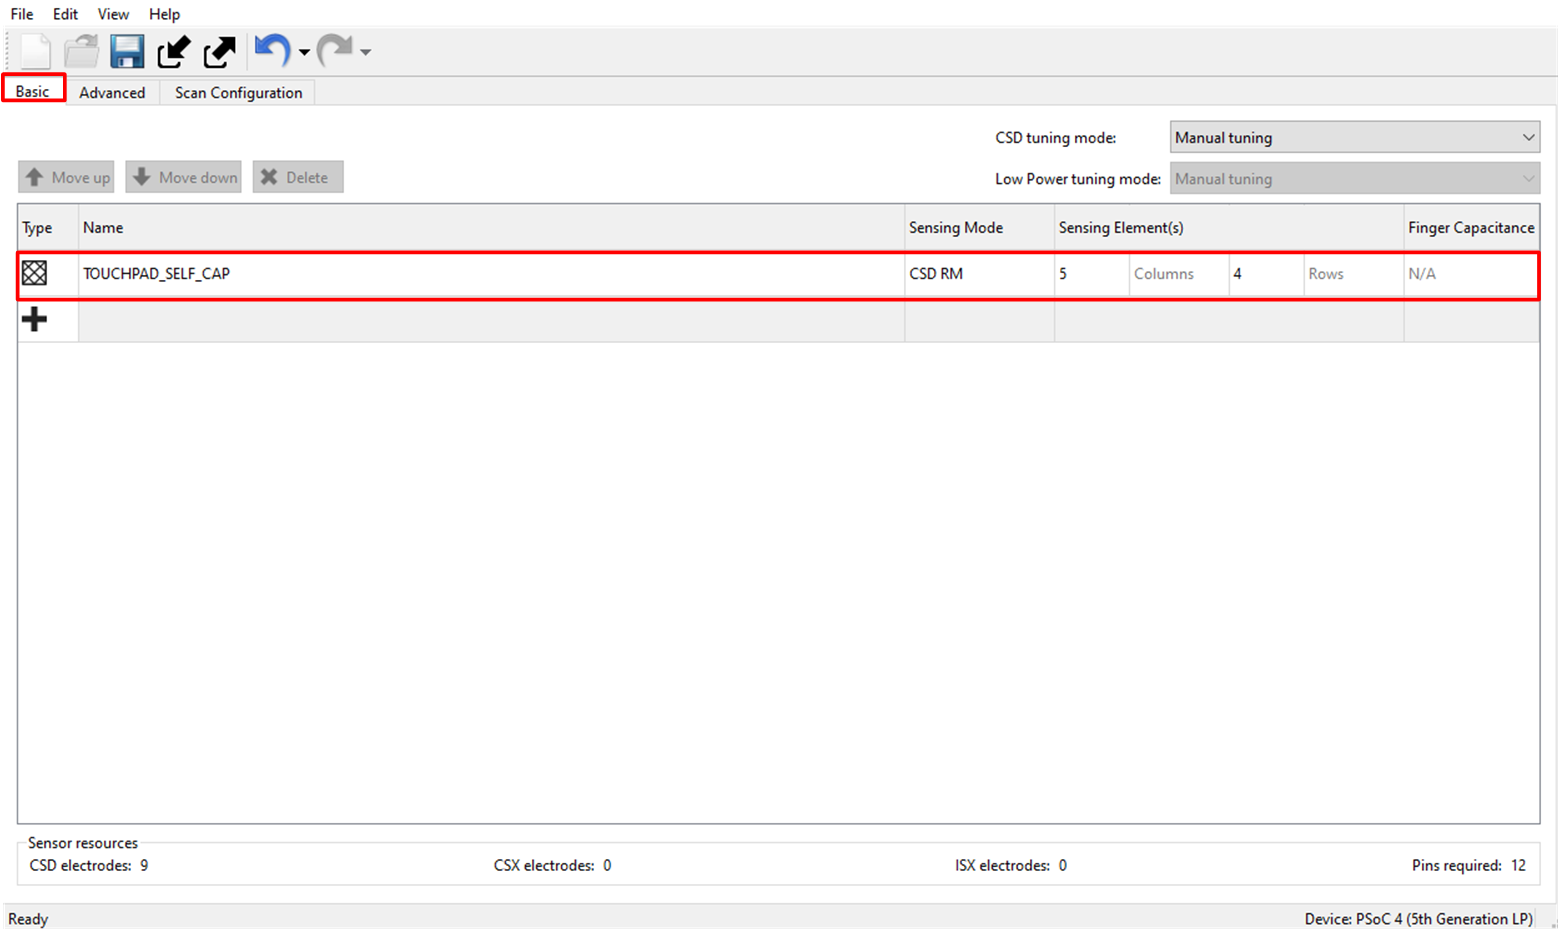 File Edit View Help
Basic Advanced Scan Configuration
CSD tuning mode: Manual tuning
Move up Move down Delete
Low Power tuning mode: Manual tuning
Type Name Sensing Mode Sensing Element(s) Finger Capacitance
TOUCHPAD_SELF_CAP CSD RM 5 Columns 4 Rows N/A
Sensor resources
CSD electrodes: 9 CSX electrodes: 0 ISX electrodes: 0 Pins required: 12
Ready Device: PSoC 4 (5th Generation LP)